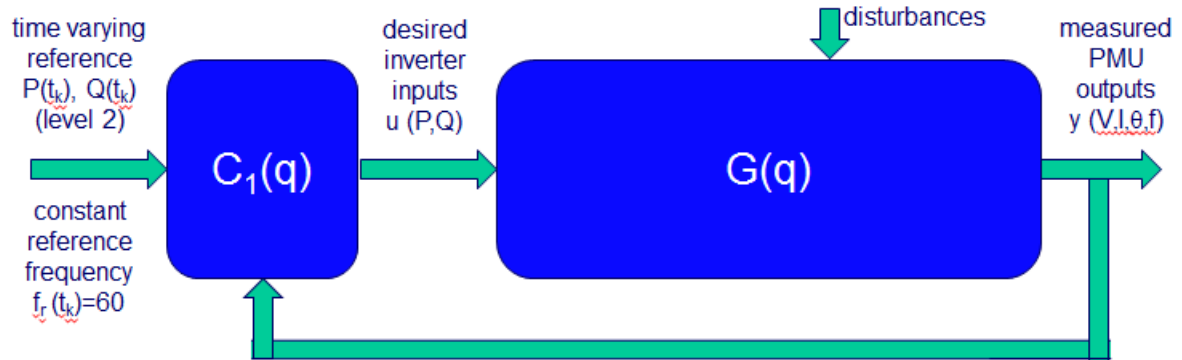 time varying
reference
P(tk), Q(tk)
(level 2)
constant
reference
frequency
fr (tk)=60
C1(q)
desired
inverter
inputs
u (P,Q)
G(q)
disturbances
measured
PMU
outputs
y (V,I,θ,f)